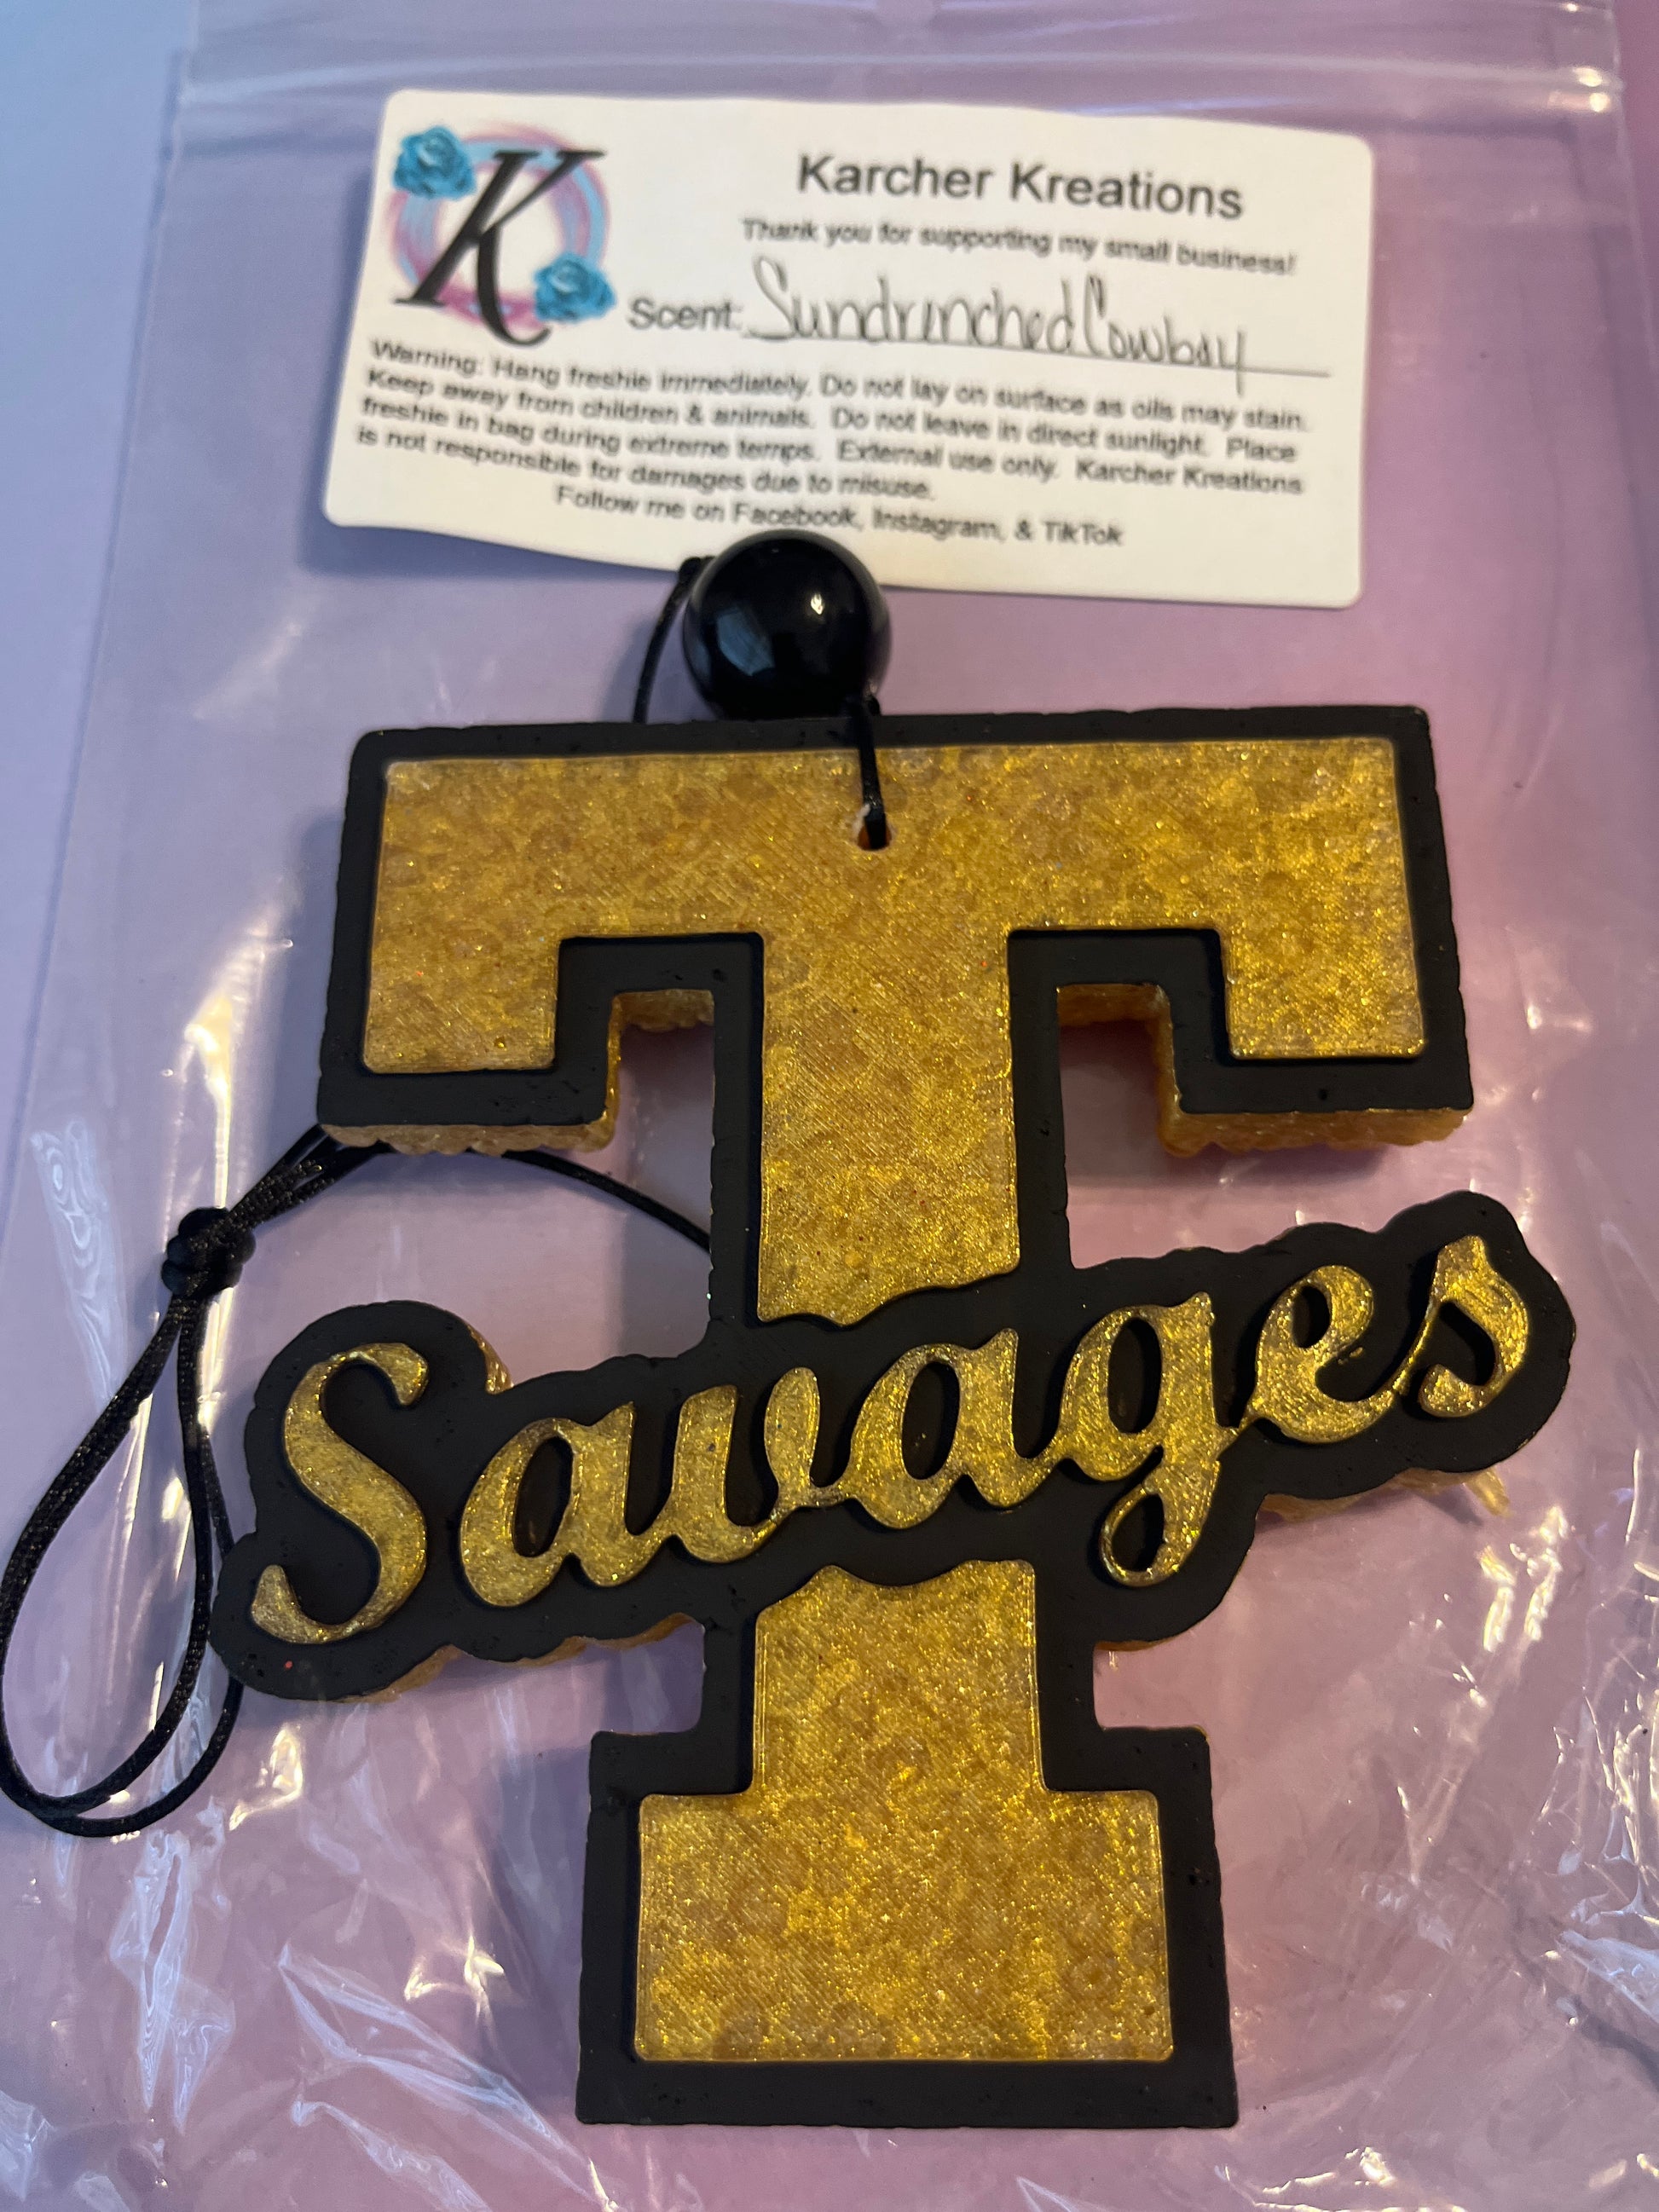 K
Karcher Kreations
Thank you for supporting my small business!
Scent: Sundrenched Cowboy
Warning: Hang freshie immediately. Do not lay on surface as oils may stain.
Keep away from children & animals. Do not leave in direct sunlight. Place
freshie in bag during extreme temps. External use only. Karcher Kreations
is not responsible for damages due to misuse.
Follow me on Facebook, Instagram, & TikTok
T
Savages